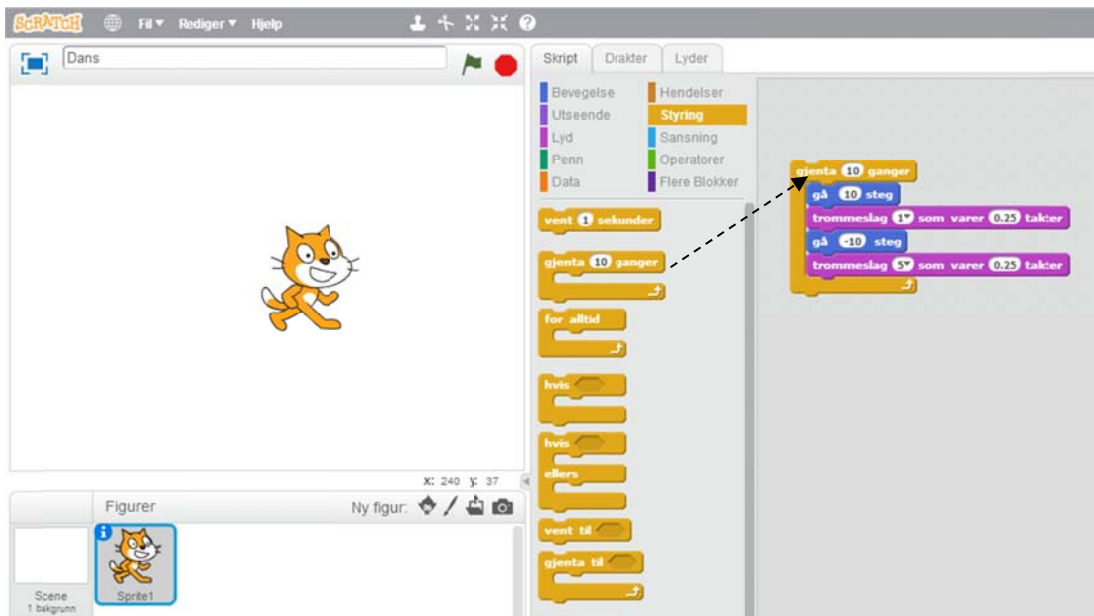 SCRATCH Fil Rediger Hjelp
Dans
Skript Drakter Lyder
Bevegelse Hendelser
Utseende Styring
Lyd Sansning
Penn Operatorer
Data Flere Blokker
vent 1 sekunder
gjenta 10 ganger
for alltid
hvis
hvis
ellers
vent til
gjenta til
gjenta 10 ganger
gå 10 steg
trommeslag 1 som varer 0.25 takter
gå -10 steg
trommeslag 5 som varer 0.25 takter
x: 240 y: 37
Figurer Ny figur:
Scene
1 bakgrunn
Sprite1